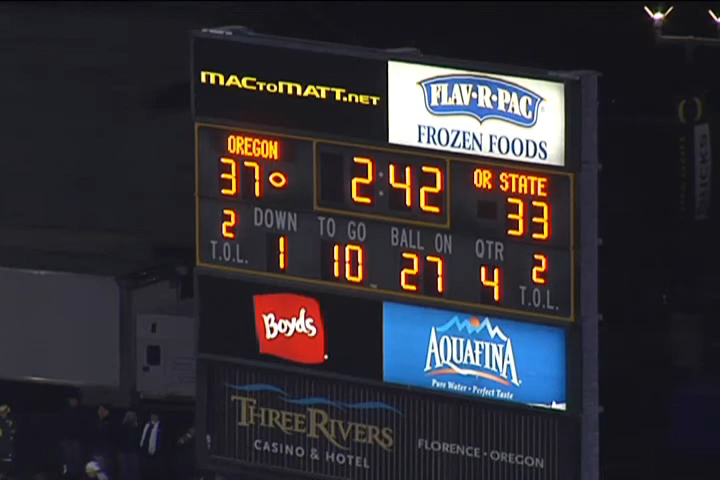 MACTOMATT.NET
FLAV·R·PAC
FROZEN FOODS
OREGON
37
2:42
OR STATE
33
2
T.O.L.
DOWN
1
TO GO
10
BALL ON
27
QTR
4
2
T.O.L.
Boyds
AQUAFINA
Pure Water · Perfect Taste
THREE RIVERS
CASINO & HOTEL
FLORENCE · OREGON